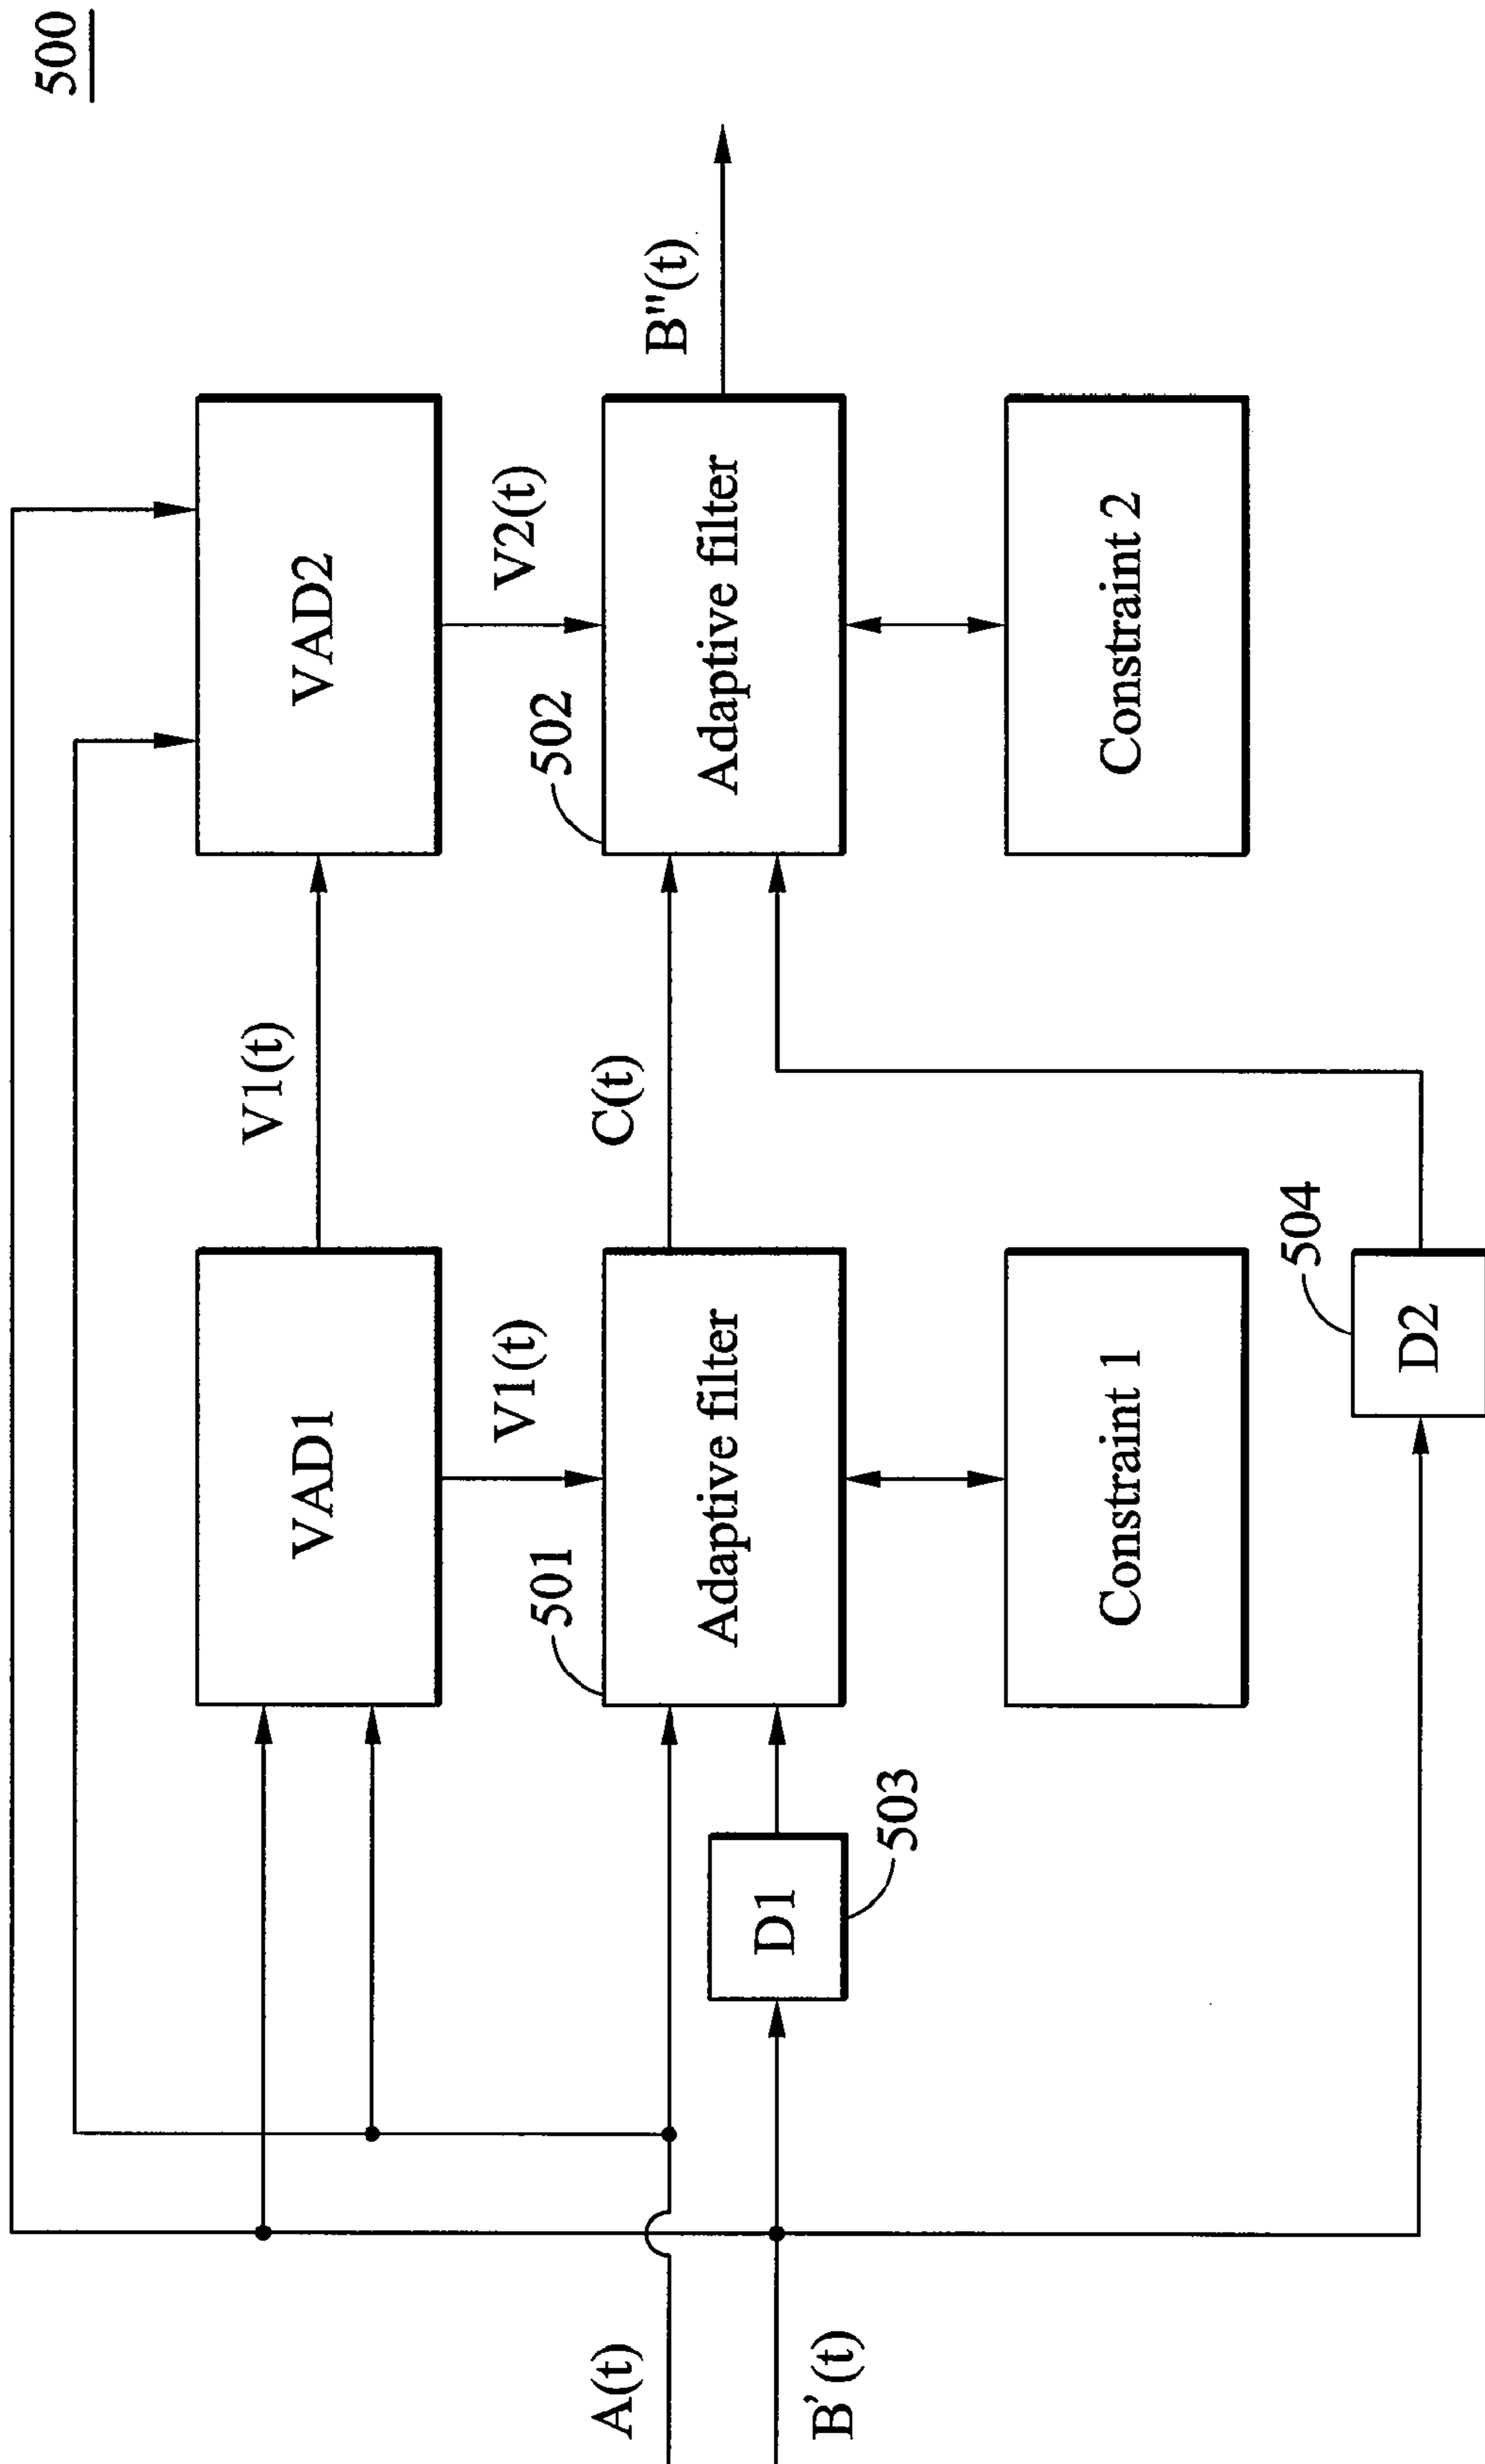 500
VAD1
V1(t)
VAD2
V1(t)
V2(t)
501
502
A(t)
Adaptive filter
C(t)
Adaptive filter
B''(t)
B'(t)
D1
503
Constraint 1
Constraint 2
504
D2